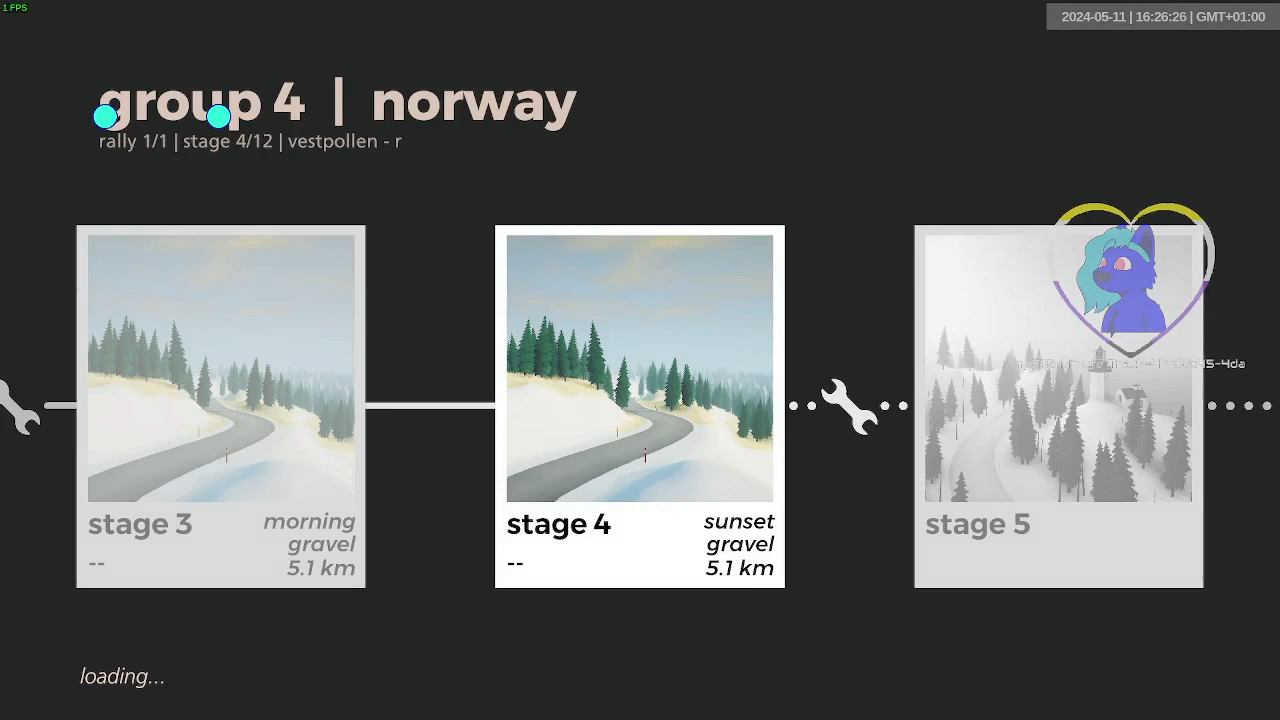 1 FPS
2024-05-11 | 16:26:26 | GMT+01:00
group 4 | norway
rally 1/1 | stage 4/12 | vestpollen - r
stage 3
morning
gravel
--
5.1 km
stage 4
sunset
gravel
--
5.1 km
stage 5
loading...